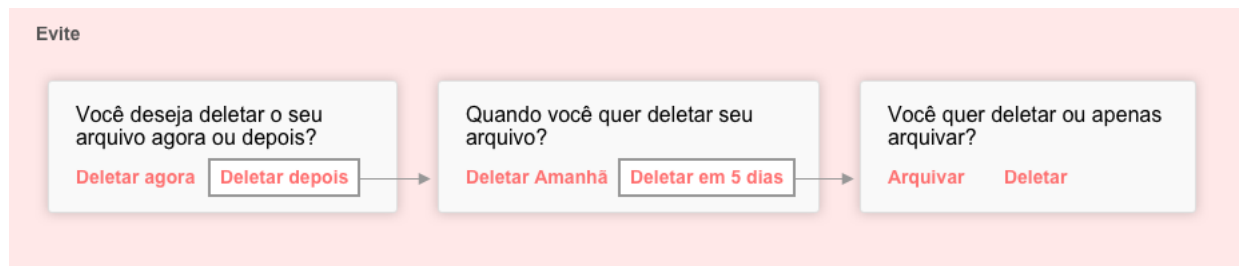 Evite
Você deseja deletar o seu
arquivo agora ou depois?
Deletar agora Deletar depois
Quando você quer deletar seu
arquivo?
Deletar Amanhã Deletar em 5 dias
Você quer deletar ou apenas
arquivar?
Arquivar Deletar